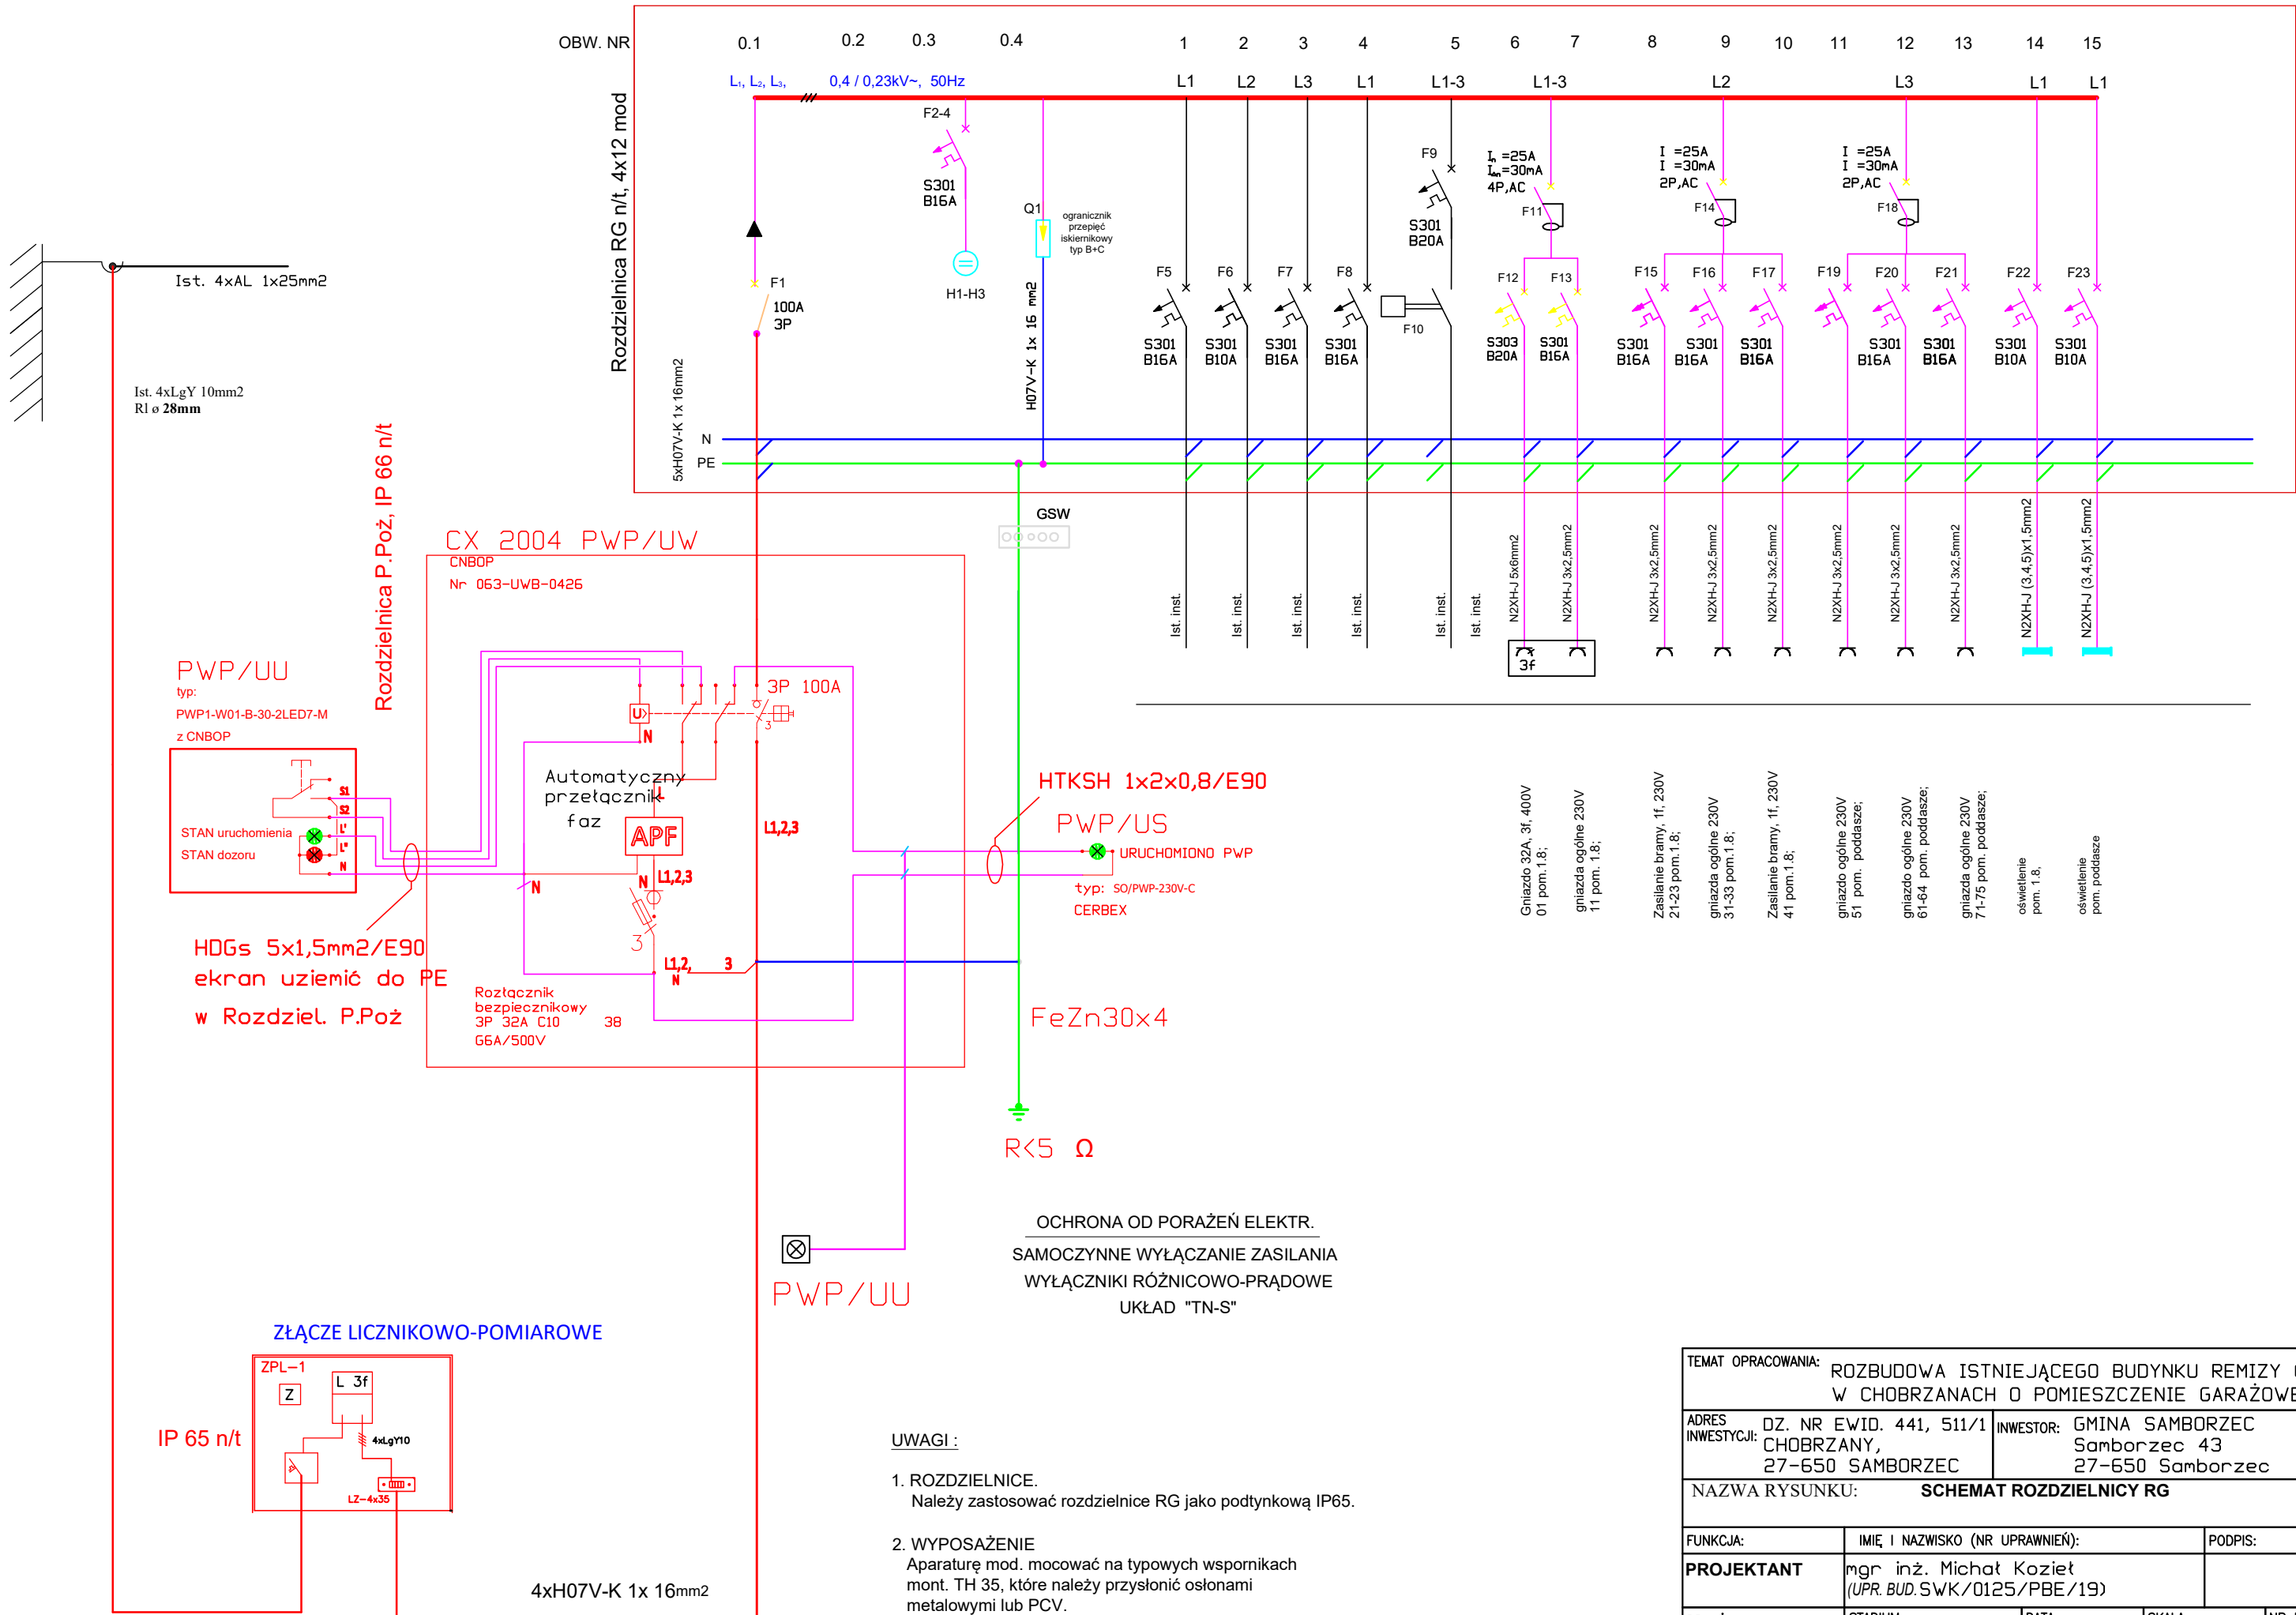 OBW. NR 0.1 0.2 0.3 0.4 1 2 3 4 5 6 7 8 9 10 11 12 13 14 15
L1, L2, L3, 0,4 / 0,23kV~, 50Hz L1 L2 L3 L1 L1-3 L1-3 L2 L3 L1 L1
Rozdzielnica RG n/t, 4x12 mod
F2-4
S301
B16A
H1-H3
Q1
ogranicznik
przepięć
iskiernikowy
typ B+C
H07V-K 1x 16 mm2
F1
100A
3P
5xH07V-K 1x 16mm2
N
PE
F5
S301
B16A
F6
S301
B10A
F7
S301
B16A
F8
S301
B16A
F9
S301
B20A
F10
In =25A
IΔn=30mA
4P,AC
F11
F12
S303
B20A
F13
S301
B16A
I =25A
I =30mA
2P,AC
F14
F15
S301
B16A
F16
S301
B16A
F17
S301
B16A
I =25A
I =30mA
2P,AC
F18
F19
F20
S301
B16A
F21
S301
B16A
F22
S301
B10A
F23
S301
B10A
Ist. inst.
Ist. inst.
Ist. inst.
Ist. inst.
Ist. inst.
Ist. inst.
N2XH-J 5x6mm2
N2XH-J 3x2,5mm2
N2XH-J 3x2,5mm2
N2XH-J 3x2,5mm2
N2XH-J 3x2,5mm2
N2XH-J 3x2,5mm2
N2XH-J 3x2,5mm2
N2XH-J 3x2,5mm2
N2XH-J (3,4,5)x1,5mm2
N2XH-J (3,4,5)x1,5mm2
3f
Gniazdo 32A, 3f, 400V
01 pom.1.8;
gniazda ogólne 230V
11 pom. 1.8;
Zasilanie bramy, 1f, 230V
21-23 pom.1.8;
gniazda ogólne 230V
31-33 pom.1.8;
Zasilanie bramy, 1f, 230V
41 pom.1.8;
gniazdo ogólne 230V
51 pom. poddasze;
gniazdo ogólne 230V
61-64 pom. poddasze;
gniazda ogólne 230V
71-75 pom. poddasze;
oświetlenie
pom. 1.8,
oświetlenie
pom. poddasze
Ist. 4xAL 1x25mm2
Ist. 4xLgY 10mm2
Rl ø 28mm
Rozdzielnica P.Poż, IP 66 n/t
CX 2004 PWP/UW
CNBOP
Nr 063-UWB-0426
GSW
PWP/UU
typ:
PWP1-W01-B-30-2LED7-M
z CNBOP
S1
S2
L'
L"
N
STAN uruchomienia
STAN dozoru
3P 100A
U>
N
3
Automatyczny
przełącznik
faz
L
APF
L1,2,3
N
L1,2,3
N
3
L1,2, 3
N
Rozłącznik
bezpiecznikowy
3P 32A C10 38
G6A/500V
HDGs 5x1,5mm2/E90
ekran uziemić do PE
w Rozdziel. P.Poż
HTKSH 1x2x0,8/E90
PWP/US
URUCHOMIONO PWP
typ: SO/PWP-230V-C
CERBEX
FeZn30x4
R<5 Ω
PWP/UU
OCHRONA OD PORAŻEŃ ELEKTR.
SAMOCZYNNE WYŁĄCZANIE ZASILANIA
WYŁĄCZNIKI RÓŻNICOWO-PRĄDOWE
UKŁAD "TN-S"
ZŁĄCZE LICZNIKOWO-POMIAROWE
ZPL-1
Z
L 3f
4xLgY10
LZ-4x35
IP 65 n/t
4xH07V-K 1x 16mm2
UWAGI :
1. ROZDZIELNICE.
Należy zastosować rozdzielnice RG jako podtynkową IP65.
2. WYPOSAŻENIE
Aparaturę mod. mocować na typowych wspornikach
mont. TH 35, które należy przysłonić osłonami
metalowymi lub PCV.
TEMAT OPRACOWANIA: ROZBUDOWA ISTNIEJĄCEGO BUDYNKU REMIZY
W CHOBRZANACH O POMIESZCZENIE GARAŻOWE
ADRES INWESTYCJI: DZ. NR EWID. 441, 511/1
CHOBRZANY,
27-650 SAMBORZEC
INWESTOR: GMINA SAMBORZEC
Samborzec 43
27-650 Samborzec
NAZWA RYSUNKU: SCHEMAT ROZDZIELNICY RG
FUNKCJA: IMIĘ I NAZWISKO (NR UPRAWNIEŃ): PODPIS:
PROJEKTANT mgr inż. Michał Kozieł
(UPR. BUD. SWK/0125/PBE/19)